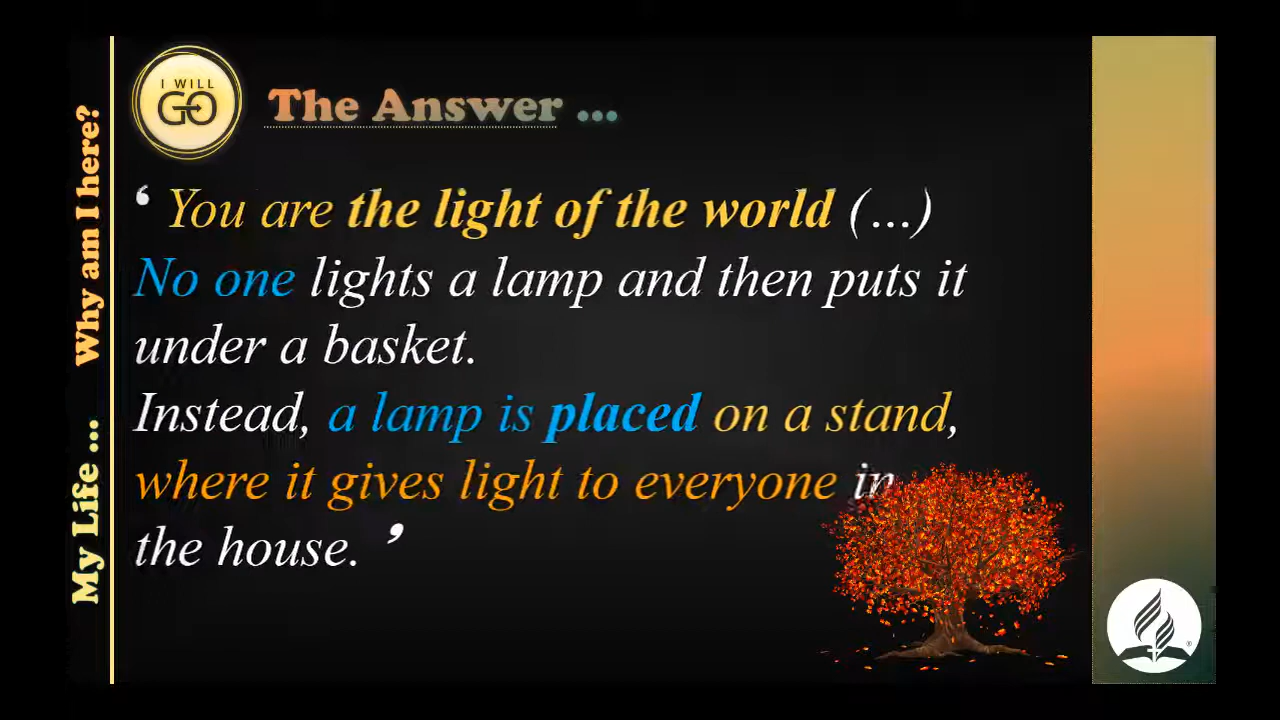 I WILL
GO
The Answer ...
‘ You are the light of the world (...)
No one lights a lamp and then puts it
under a basket.
Instead, a lamp is placed on a stand,
where it gives light to everyone in
the house. ’
My Life ... Why am I here?
®